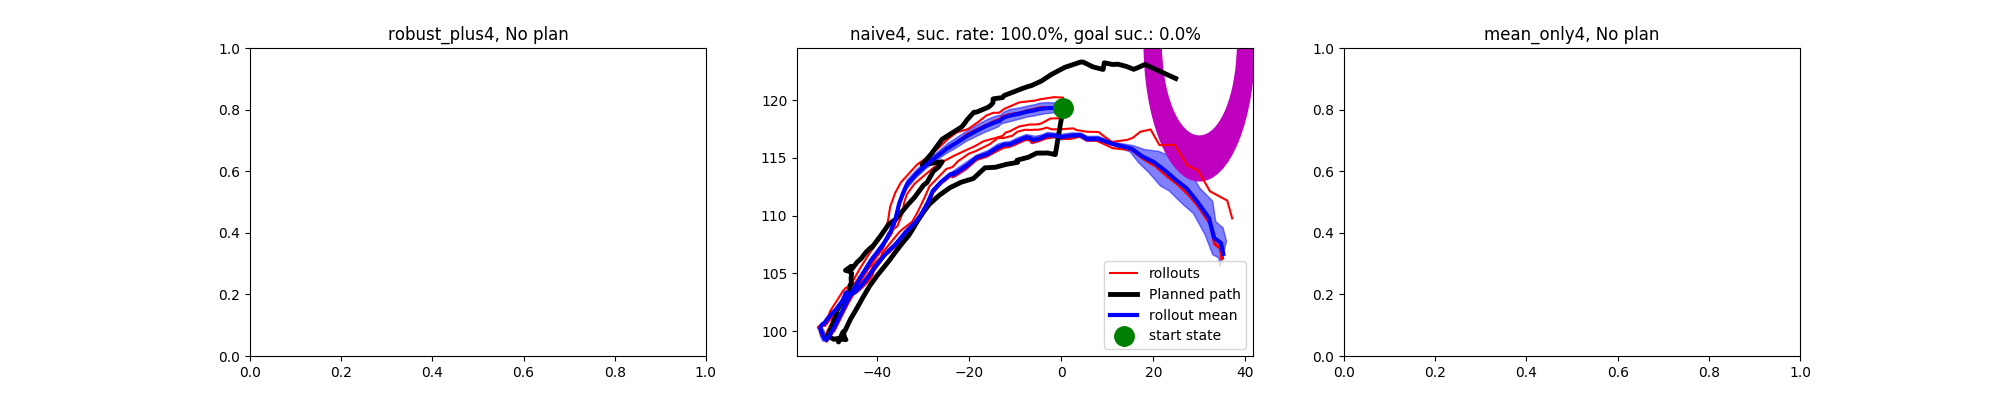 robust_plus4, No plan
1.0
0.8
0.6
0.4
0.2
0.0
0.0 0.2 0.4 0.6 0.8 1.0
naive4, suc. rate: 100.0%, goal suc.: 0.0%
120
115
110
105
100
−40 −20 0 20 40
rollouts
Planned path
rollout mean
start state
mean_only4, No plan
1.0
0.8
0.6
0.4
0.2
0.0
0.0 0.2 0.4 0.6 0.8 1.0